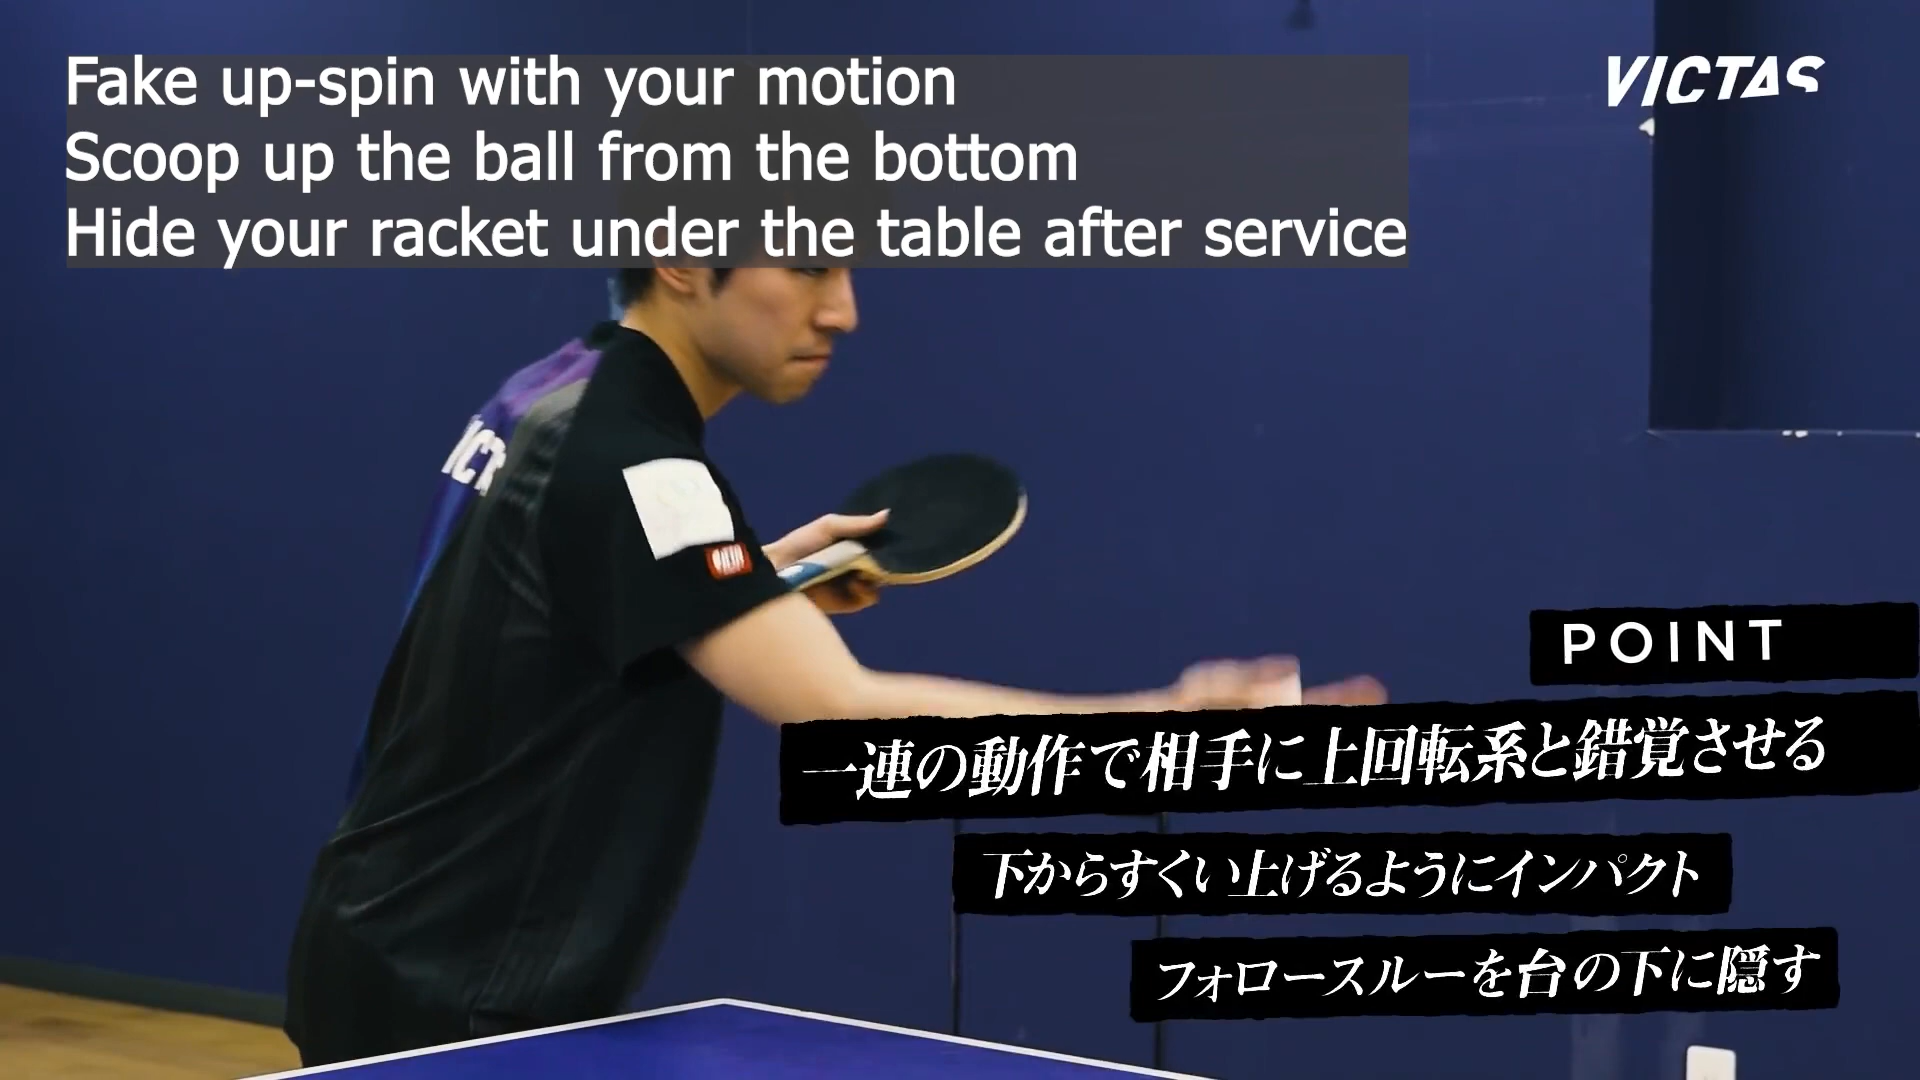 Fake up-spin with your motion
Scoop up the ball from the bottom
Hide your racket under the table after service
VICTAS
VICT
POINT
一連の動作で相手に上回転系と錯覚させる
下からすくい上げるようにインパクト
フォロースルーを台の下に隠す